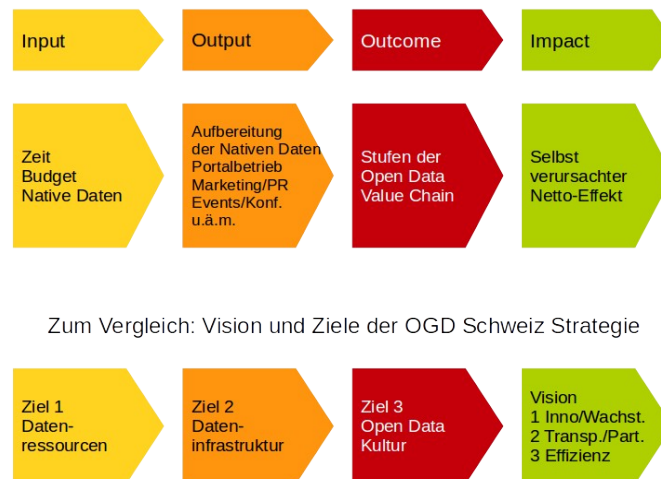 Input
Output
Outcome
Impact
Zeit
Budget
Native Daten
Aufbereitung
der Nativen Daten
Portalbetrieb
Marketing/PR
Events/Konf.
u.ä.m.
Stufen der
Open Data
Value Chain
Selbst
verursachter
Netto-Effekt
Zum Vergleich: Vision und Ziele der OGD Schweiz Strategie
Ziel 1
Daten-
ressourcen
Ziel 2
Daten-
infrastruktur
Ziel 3
Open Data
Kultur
Vision
1 Inno/Wachst.
2 Transp./Part.
3 Effizienz